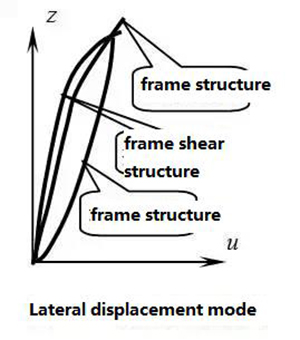 z
frame structure
frame shear
structure
frame structure
u
Lateral displacement mode